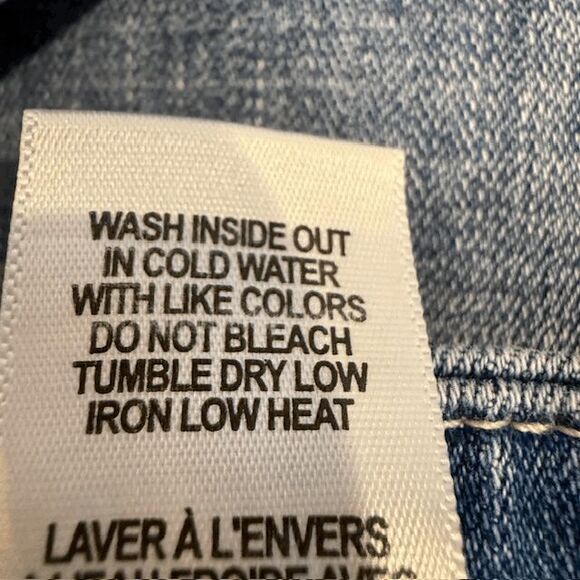 WASH INSIDE OUT
IN COLD WATER
WITH LIKE COLORS
DO NOT BLEACH
TUMBLE DRY LOW
IRON LOW HEAT
LAVER À L'ENVERS